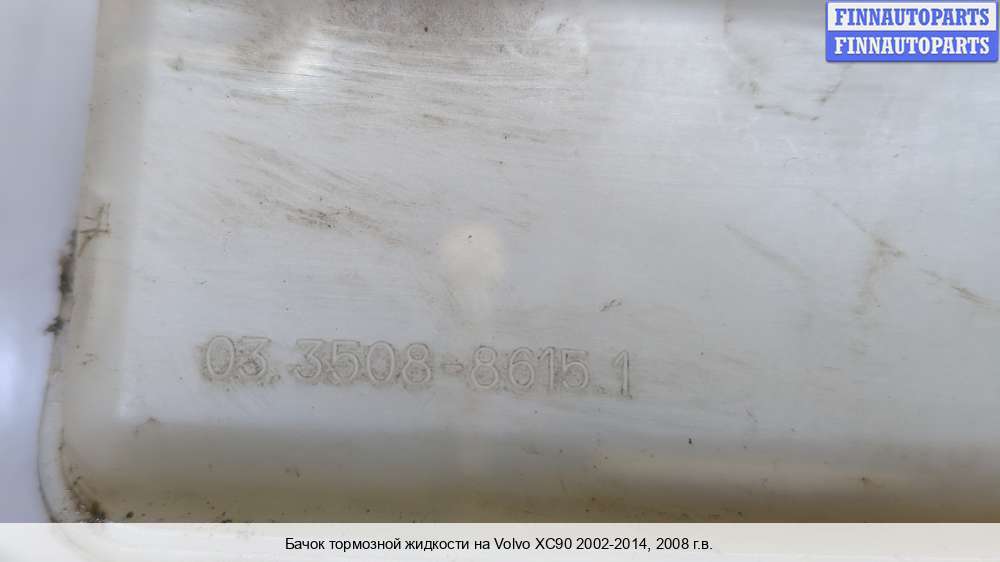 FINNAUTOPARTS
FINNAUTOPARTS
03.3508-8615.1
Бачок тормозной жидкости на Volvo XC90 2002-2014, 2008 г.в.